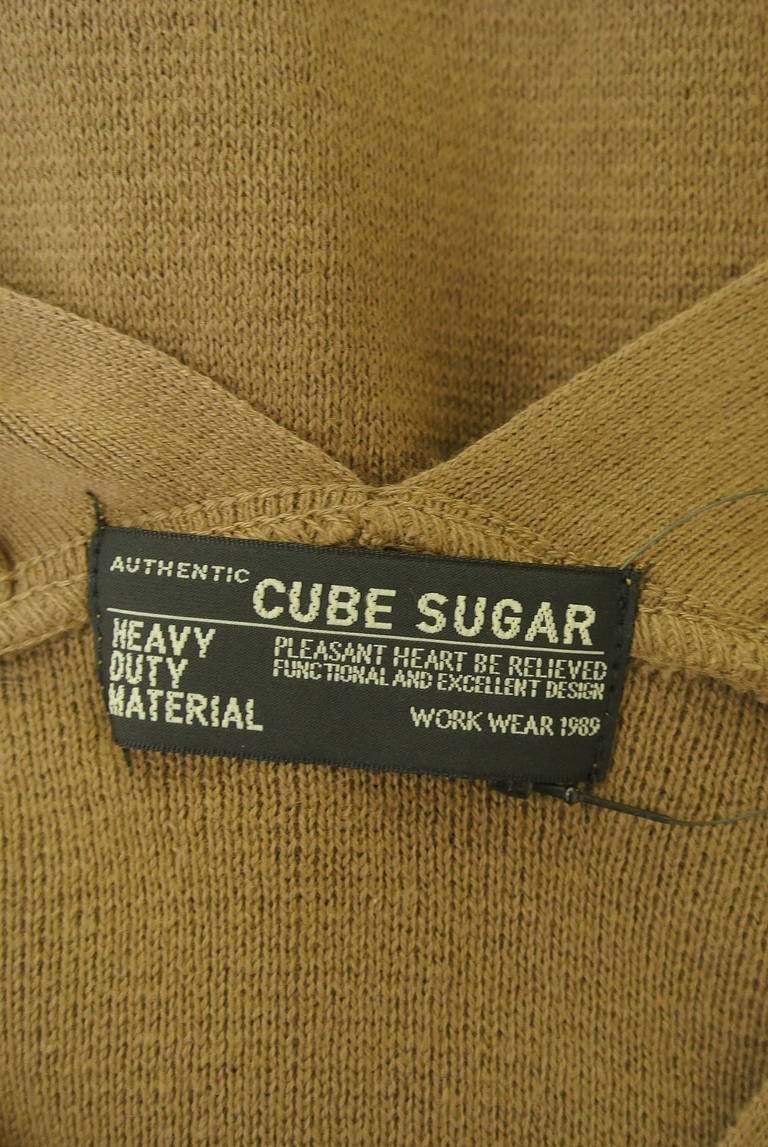 AUTHENTIC CUBE SUGAR
HEAVY
DUTY
MATERIAL
PLEASANT HEART BE RELIEVED
FUNCTIONAL AND EXCELLENT DESIGN
WORK WEAR 1989